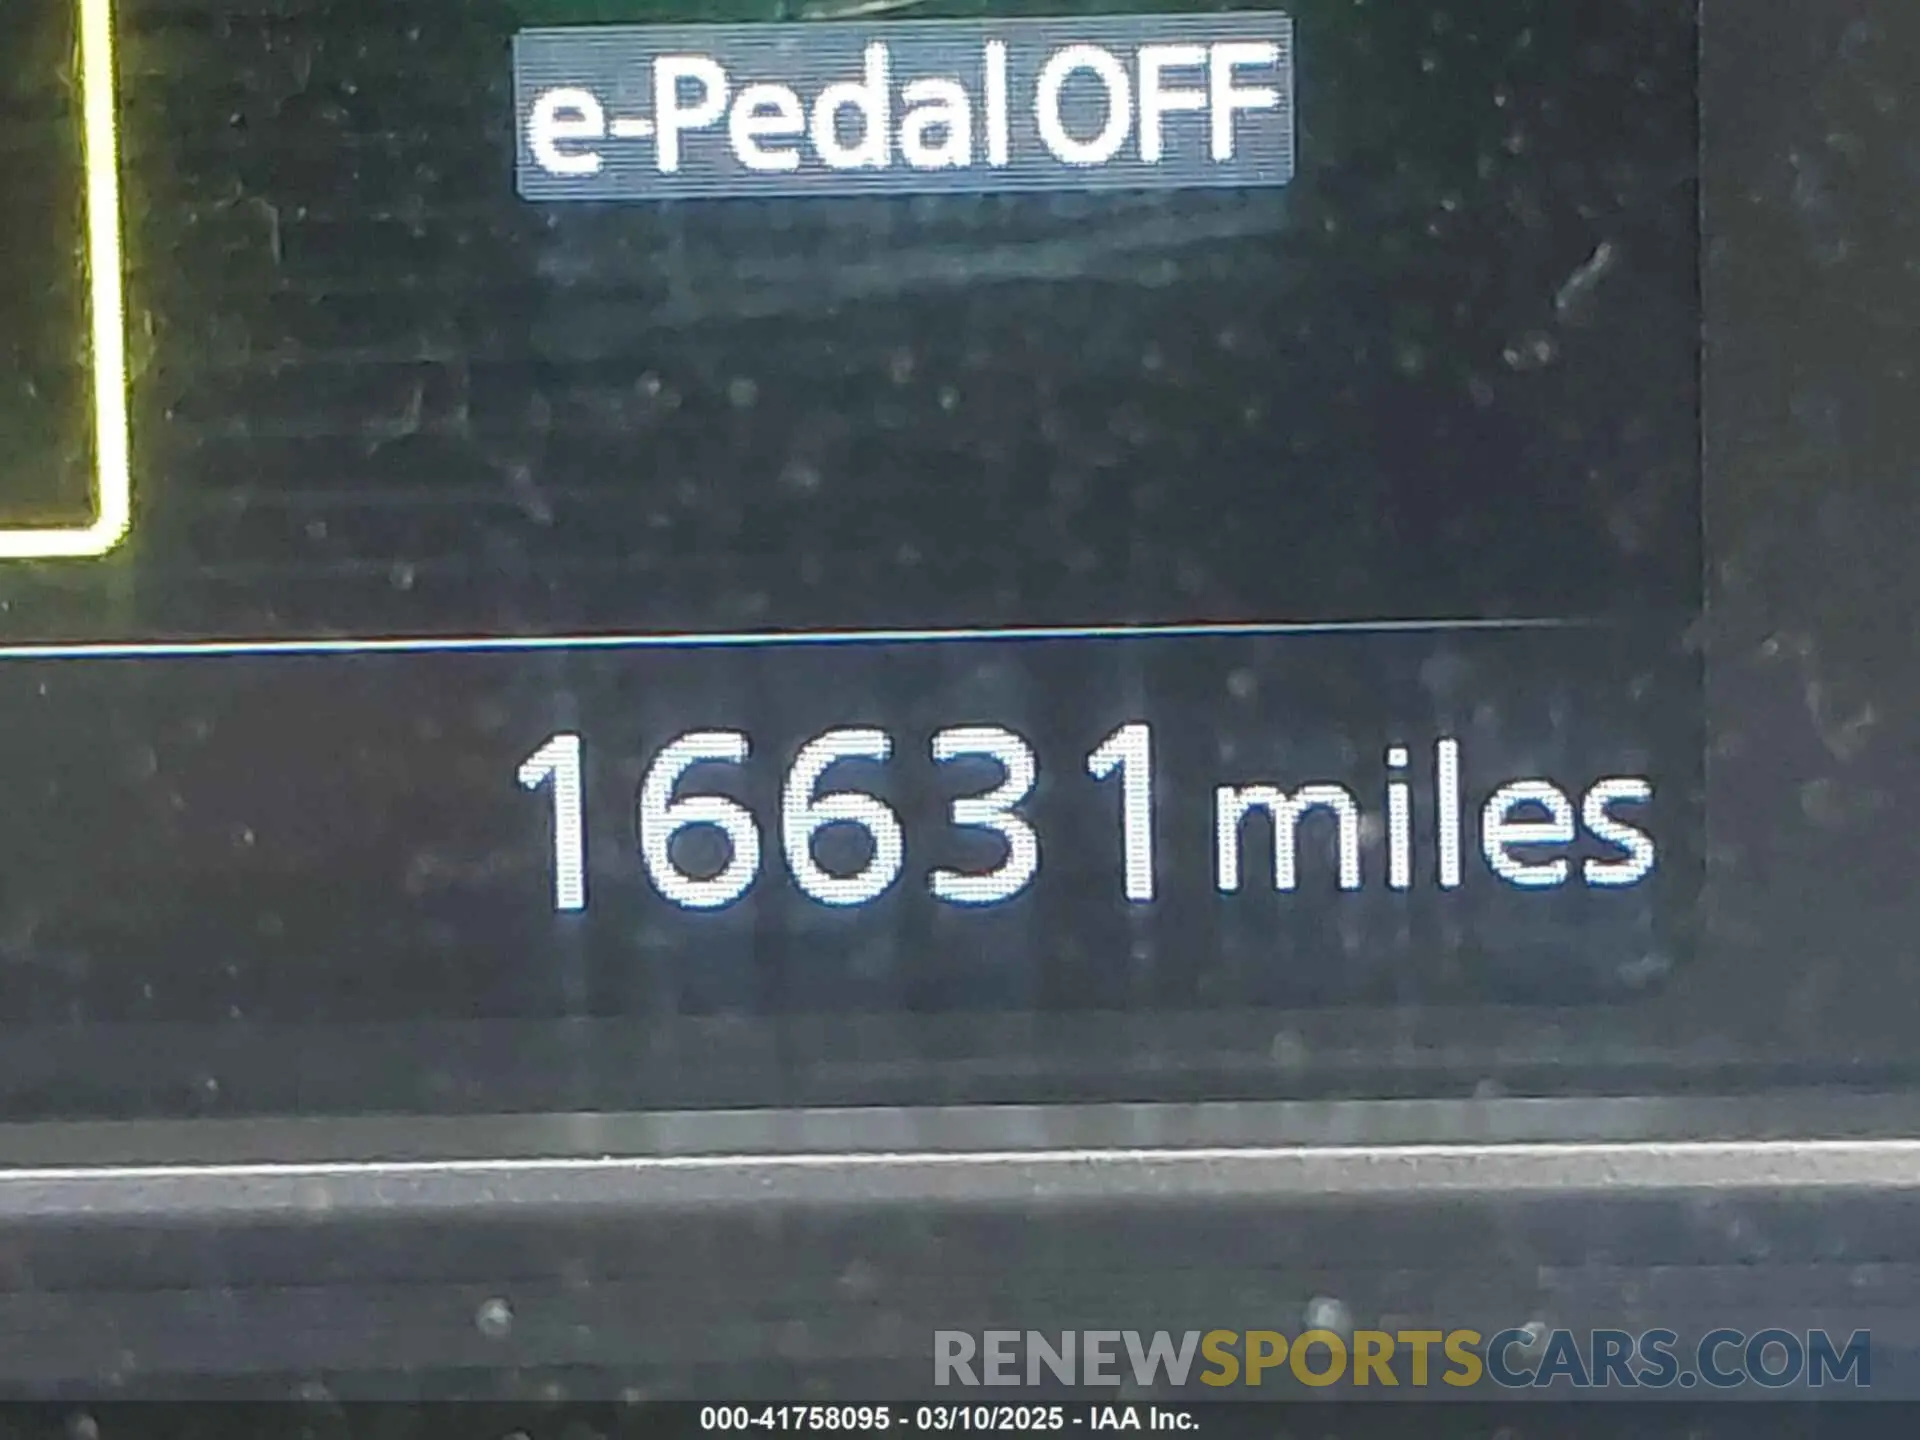 e-Pedal OFF
16631 miles
RENEWSPORTSCARS.COM
000-41758095 - 03/10/2025 - IAA Inc.